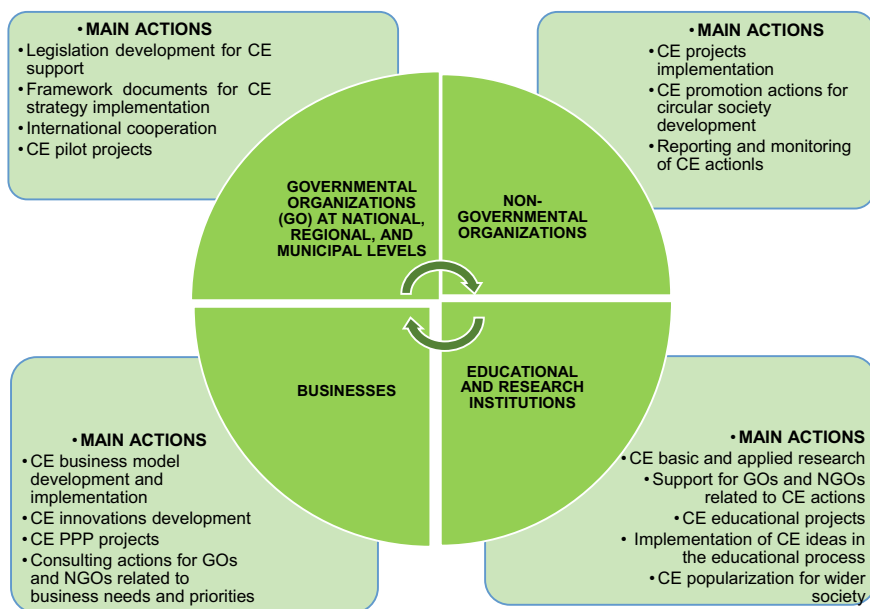 • MAIN ACTIONS
• Legislation development for CE
support
• Framework documents for CE
strategy implementation
• International cooperation
• CE pilot projects
• MAIN ACTIONS
• CE projects
implementation
• CE promotion actions for
circular society
development
• Reporting and monitoring
of CE actionls
GOVERNMENTAL
ORGANIZATIONS
(GO) AT NATIONAL,
REGIONAL, AND
MUNICIPAL LEVELS
NON-
GOVERNMENTAL
ORGANIZATIONS
BUSINESSES
EDUCATIONAL
AND RESEARCH
INSTITUTIONS
• MAIN ACTIONS
• CE business model
development and
implementation
• CE innovations development
• CE PPP projects
• Consulting actions for GOs
and NGOs related to
business needs and priorities
• MAIN ACTIONS
• CE basic and applied research
• Support for GOs and NGOs
related to CE actions
• CE educational projects
• Implementation of CE ideas in
the educational process
• CE popularization for wider
society